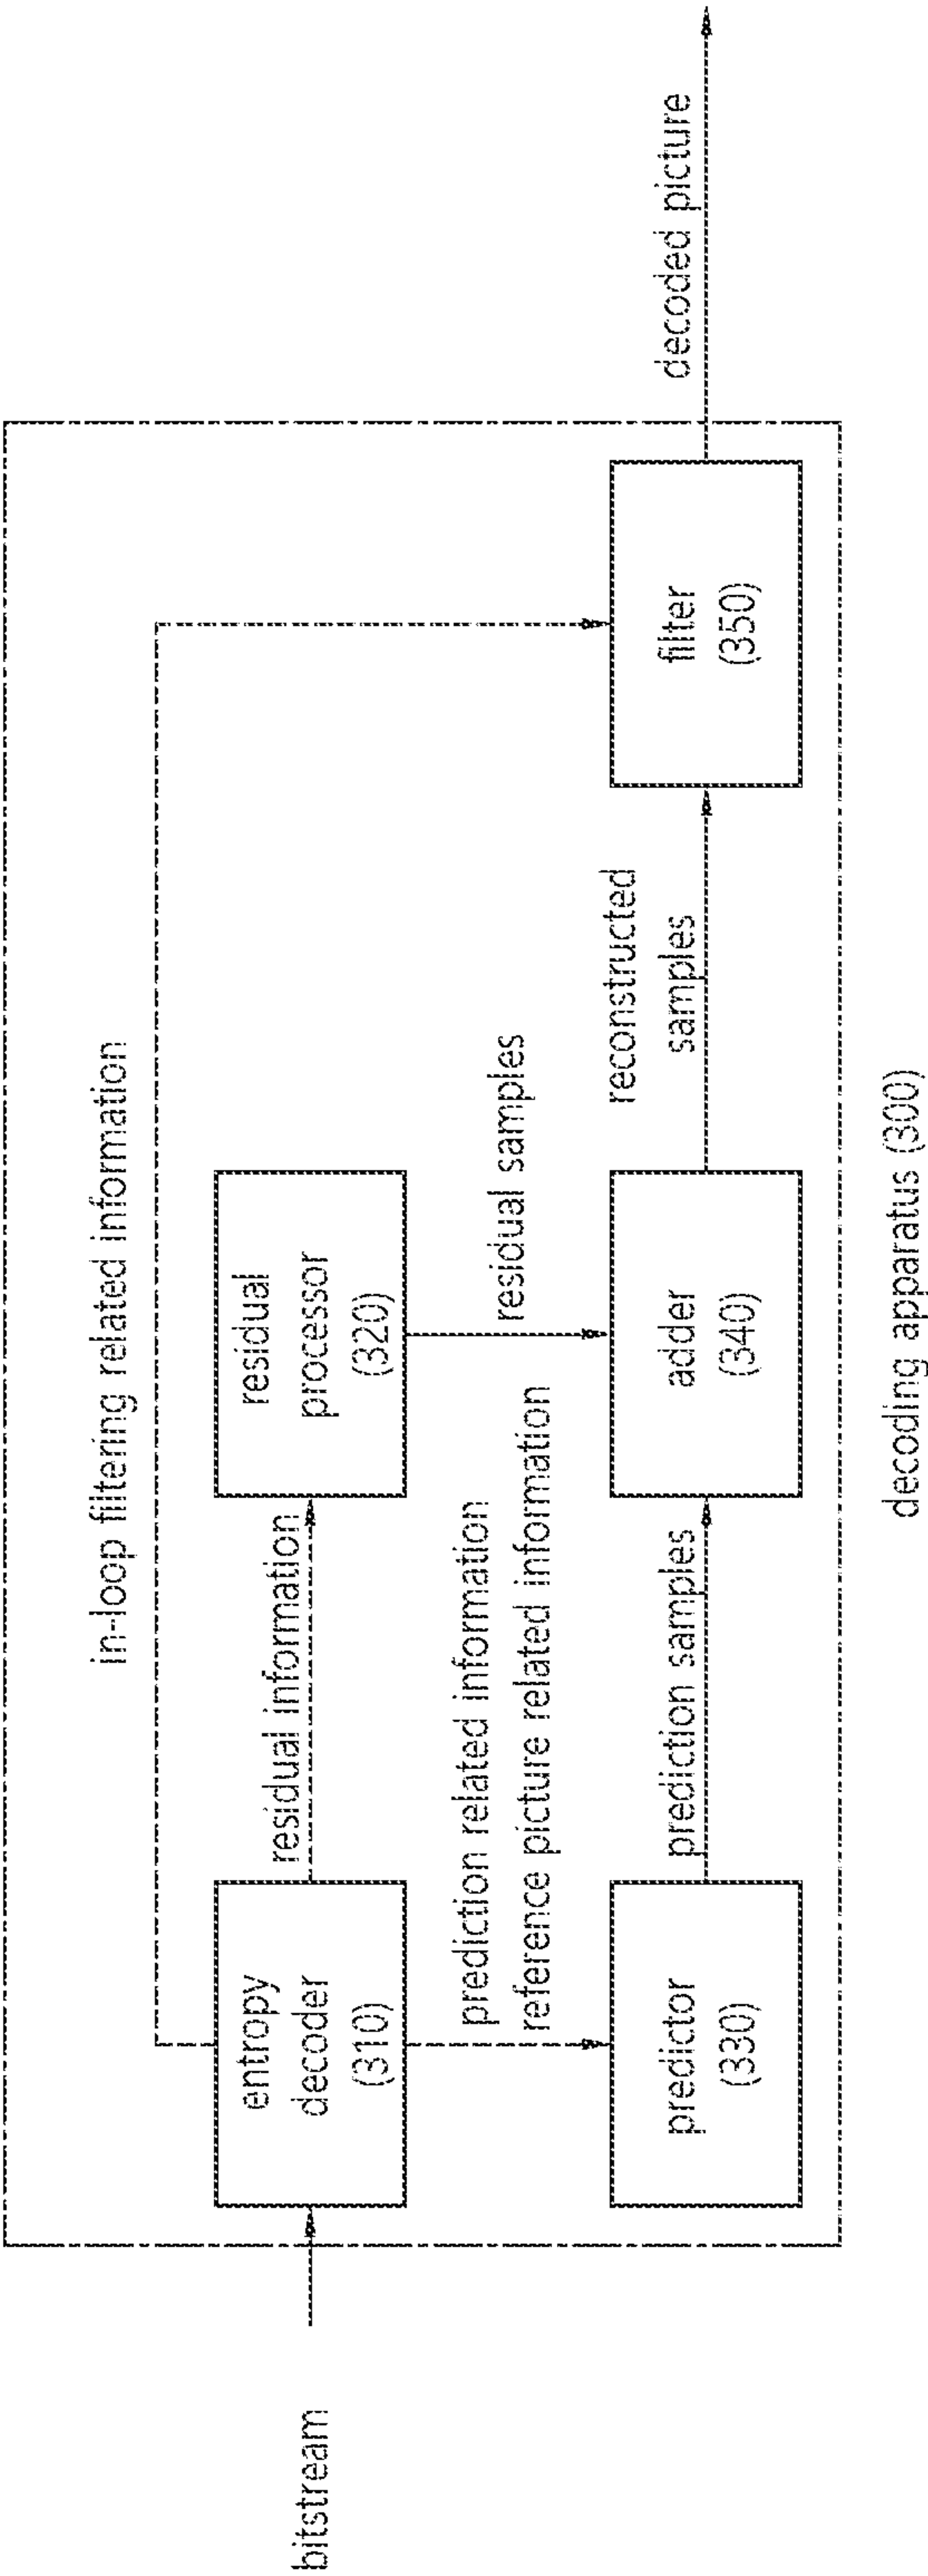 in-loop filtering related information
bitstream
entropy
decoder
(310)
residual information
residual
processor
(320)
prediction related information
reference picture related information
residual samples
predictor
(330)
prediction samples
adder
(340)
reconstructed
samples
filter
(350)
decoded picture
decoding apparatus (300)